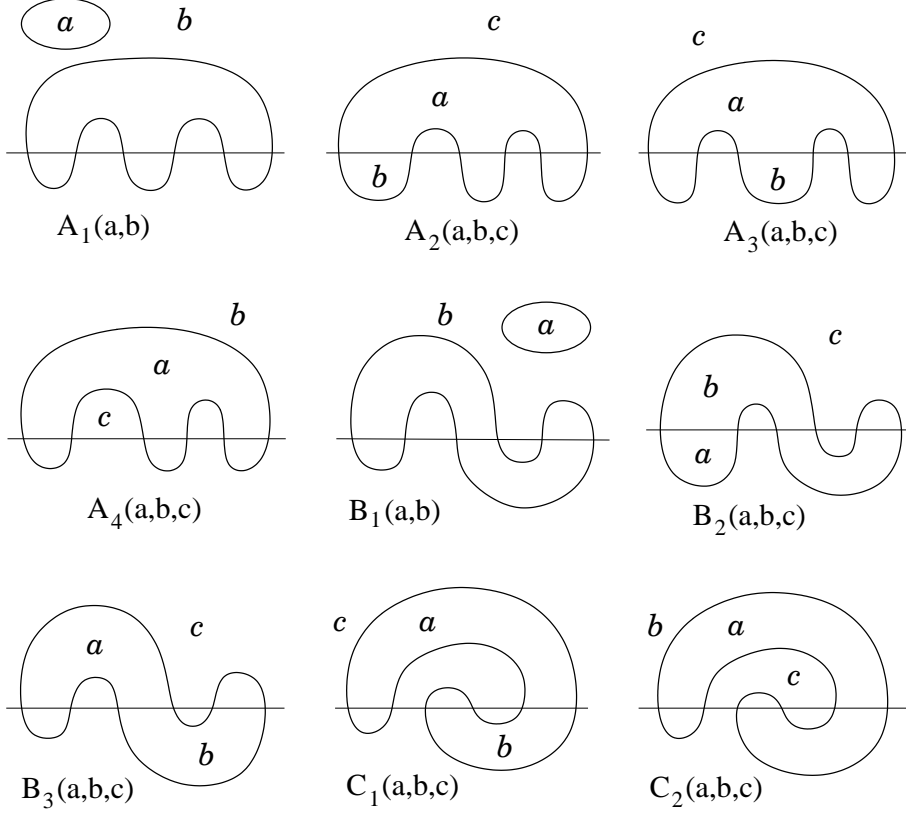 a b c c
a a
b b
A1(a,b) A2(a,b,c) A3(a,b,c)
b b a c
a b
c a
A4(a,b,c) B1(a,b) B2(a,b,c)
a c c a b a
b b c
B3(a,b,c) C1(a,b,c) C2(a,b,c)